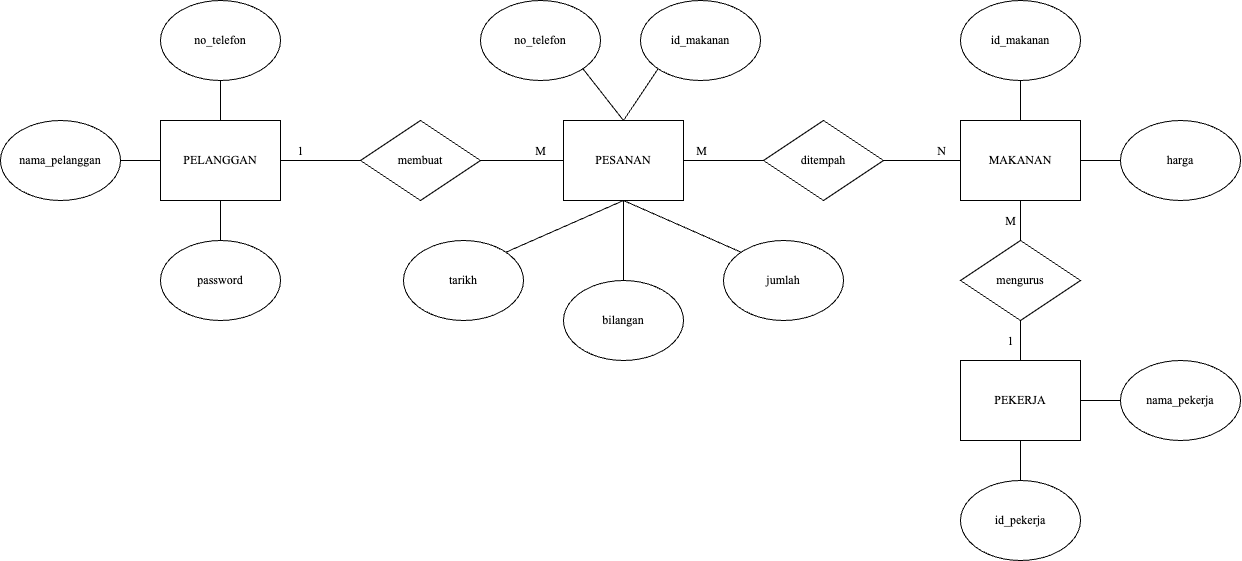 no_telefon
no_telefon
id_makanan
id_makanan
nama_pelanggan
PELANGGAN
1
membuat
M
PESANAN
M
ditempah
N
MAKANAN
harga
M
password
tarikh
bilangan
jumlah
mengurus
1
PEKERJA
nama_pekerja
id_pekerja